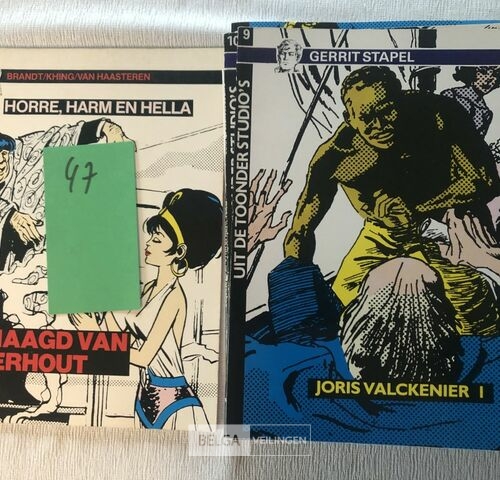 BRANDT/KHING/VAN HAASTEREN
HORRE, HARM EN HELLA
47
MAAGD VAN
ERHOUT
10
9
GERRIT STAPEL
UIT DE TOONDER STUDIO'S
JORIS VALCKENIER I
BELGA VEILINGEN